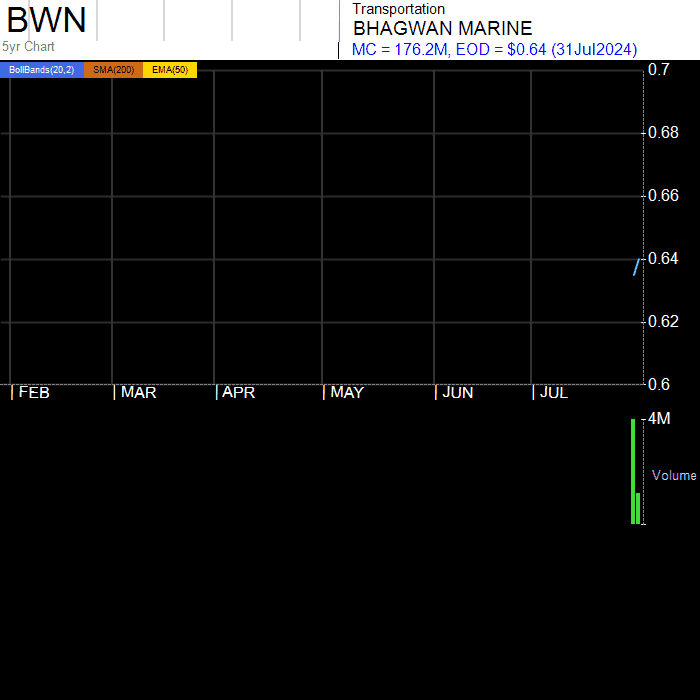 BWN
5yr Chart
Transportation
BHAGWAN MARINE
MC = 176.2M, EOD = $0.64 (31Jul2024)
BollBands(20,2) SMA(200) EMA(50)
0.7
0.68
0.66
0.64
0.62
0.6
| FEB | MAR | APR | MAY | JUN | JUL
4M
Volume